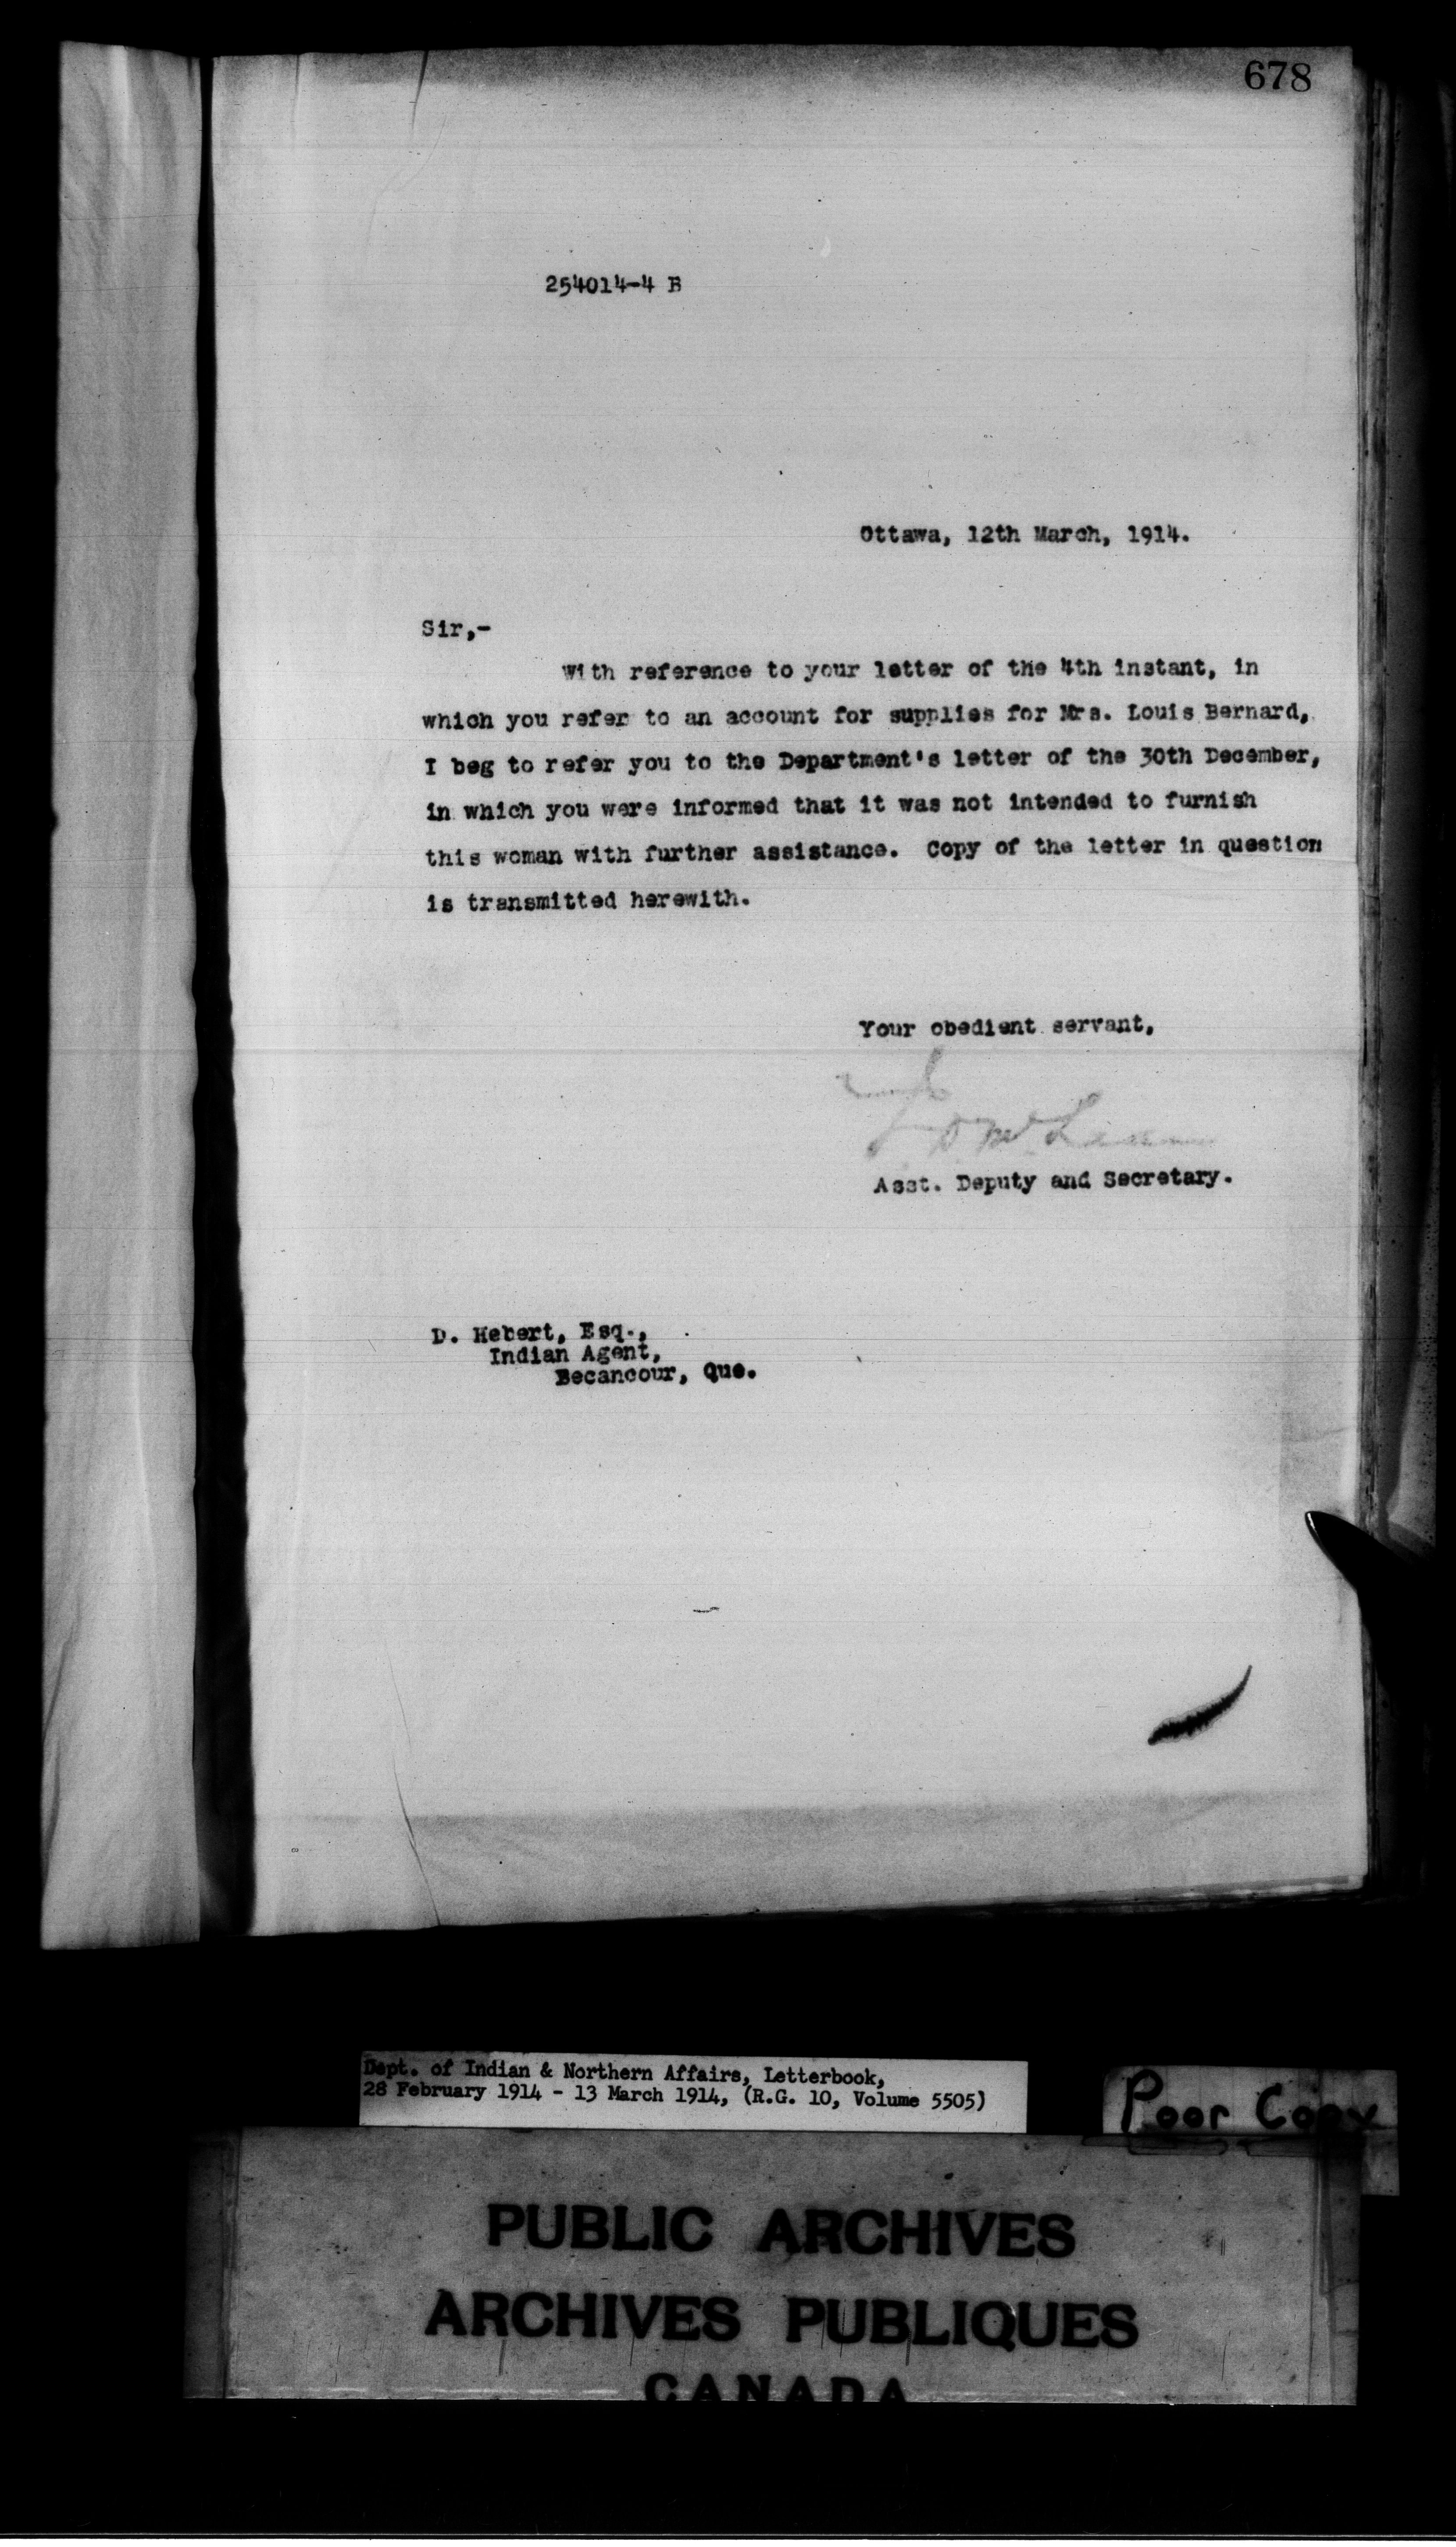 678
254014-4 B
Ottawa, 12th March, 1914.
Sir,-
With reference to your letter of the 4th instant, in
which you refer to an account for supplies for Mrs. Louis Bernard,
I beg to refer you to the Department's letter of the 30th December,
in which you were informed that it was not intended to furnish
this woman with further assistance. Copy of the letter in question
is transmitted herewith.
Your obedient servant,
Asst. Deputy and Secretary.
D. Hebert, Esq.,
Indian Agent,
Becancour, Que.
Dept. of Indian & Northern Affairs, Letterbook,
28 February 1914 - 13 March 1914, (R.G. 10, Volume 5505)
Poor Copy
PUBLIC ARCHIVES
ARCHIVES PUBLIQUES
CANADA